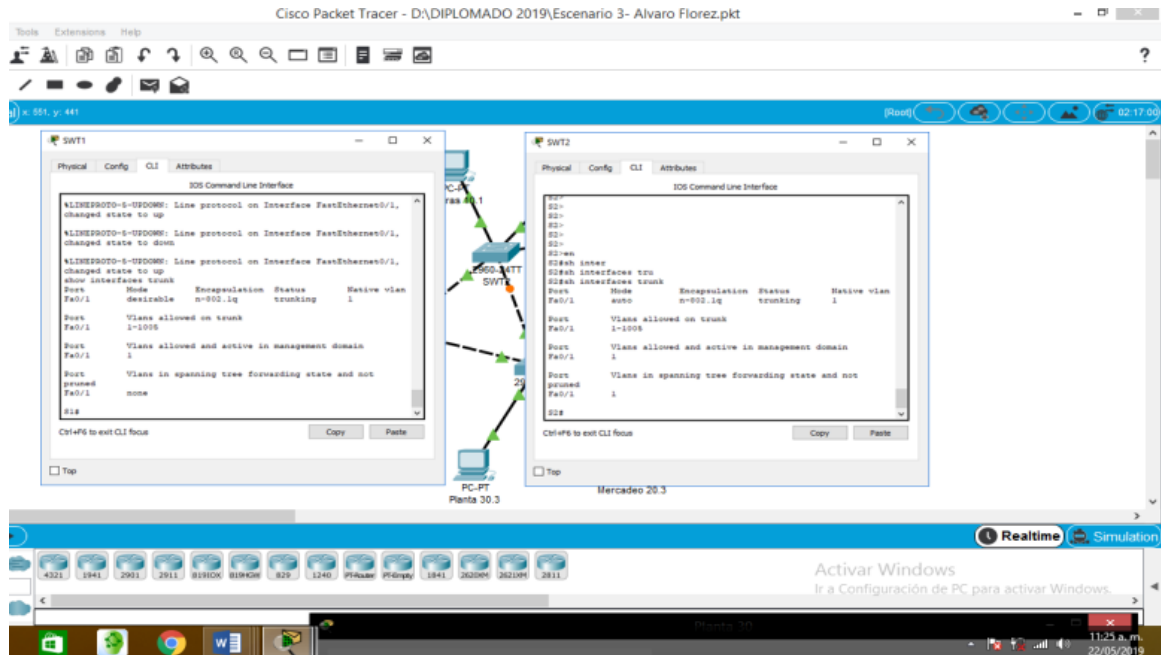 Cisco Packet Tracer - D:\DIPLOMADO 2019\Escenario 3- Alvaro Florez.pkt
Tools Extensions Help
?
x: 551, y: 441
[Root]
02:17:00
SWT1
Physical Config CLI Attributes
IOS Command Line Interface
%LINEPROTO-5-UPDOWN: Line protocol on Interface FastEthernet0/1,
changed state to up
%LINEPROTO-5-UPDOWN: Line protocol on Interface FastEthernet0/1,
changed state to down
%LINEPROTO-5-UPDOWN: Line protocol on Interface FastEthernet0/1,
changed state to up
show interfaces trunk
Port Mode Encapsulation Status Native vlan
Fa0/1 desirable n-802.1q trunking 1
Port Vlans allowed on trunk
Fa0/1 1-1005
Port Vlans allowed and active in management domain
Fa0/1 1
Port Vlans in spanning tree forwarding state and not
pruned
Fa0/1 none
S1#
Ctrl+F6 to exit CLI focus
Copy Paste
Top
SWT2
Physical Config CLI Attributes
IOS Command Line Interface
S2>
S2>
S2>
S2>
S2>
S2>en
S2#sh inter
S2#sh interfaces tru
S2#sh interfaces trunk
Port Mode Encapsulation Status Native vlan
Fa0/1 auto n-802.1q trunking 1
Port Vlans allowed on trunk
Fa0/1 1-1005
Port Vlans allowed and active in management domain
Fa0/1 1
Port Vlans in spanning tree forwarding state and not
pruned
Fa0/1 1
S2#
Ctrl+F6 to exit CLI focus
Copy Paste
Top
40.1
2960-24TT
SWT2
29
PC-PT
Planta 30.3
Mercadeo 20.3
Realtime
Simulation
4321 1941 2901 2911 819IOX 819HGW 829 1240 PT-Router PT-Empty 1841 2620XM 2621XM 2811
Activar Windows
Ir a Configuración de PC para activar Windows.
Planta 30
11:25 a. m.
22/05/2019